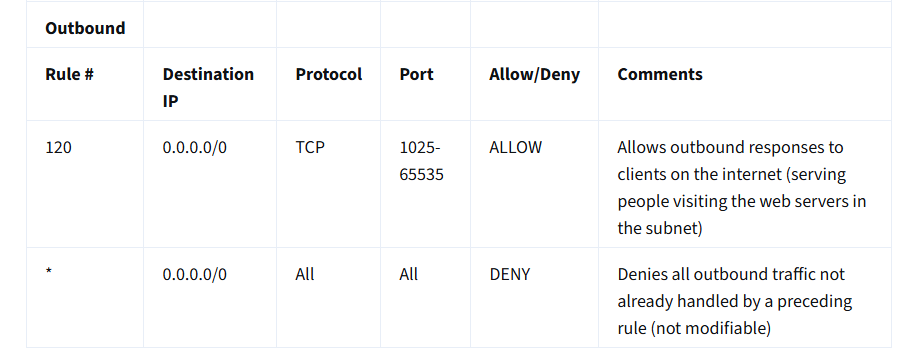 Outbound
Rule # Destination IP Protocol Port Allow/Deny Comments
120 0.0.0.0/0 TCP 1025-65535 ALLOW Allows outbound responses to
clients on the internet (serving
people visiting the web servers in
the subnet)
* 0.0.0.0/0 All All DENY Denies all outbound traffic not
already handled by a preceding
rule (not modifiable)